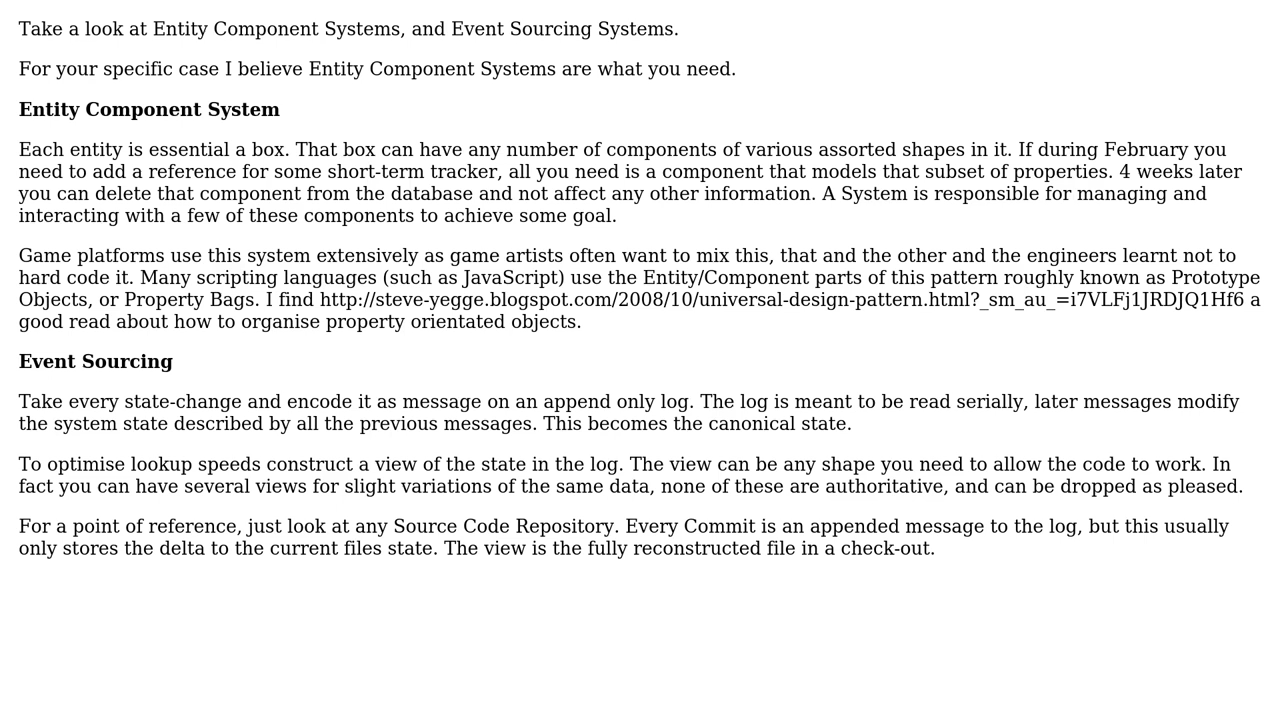 Take a look at Entity Component Systems, and Event Sourcing Systems.
For your specific case I believe Entity Component Systems are what you need.
Entity Component System
Each entity is essential a box. That box can have any number of components of various assorted shapes in it. If during February you
need to add a reference for some short-term tracker, all you need is a component that models that subset of properties. 4 weeks later
you can delete that component from the database and not affect any other information. A System is responsible for managing and
interacting with a few of these components to achieve some goal.
Game platforms use this system extensively as game artists often want to mix this, that and the other and the engineers learnt not to
hard code it. Many scripting languages (such as JavaScript) use the Entity/Component parts of this pattern roughly known as Prototype
Objects, or Property Bags. I find http://steve-yegge.blogspot.com/2008/10/universal-design-pattern.html?_sm_au_=i7VLFj1JRDJQ1Hf6 a
good read about how to organise property orientated objects.
Event Sourcing
Take every state-change and encode it as message on an append only log. The log is meant to be read serially, later messages modify
the system state described by all the previous messages. This becomes the canonical state.
To optimise lookup speeds construct a view of the state in the log. The view can be any shape you need to allow the code to work. In
fact you can have several views for slight variations of the same data, none of these are authoritative, and can be dropped as pleased.
For a point of reference, just look at any Source Code Repository. Every Commit is an appended message to the log, but this usually
only stores the delta to the current files state. The view is the fully reconstructed file in a check-out.